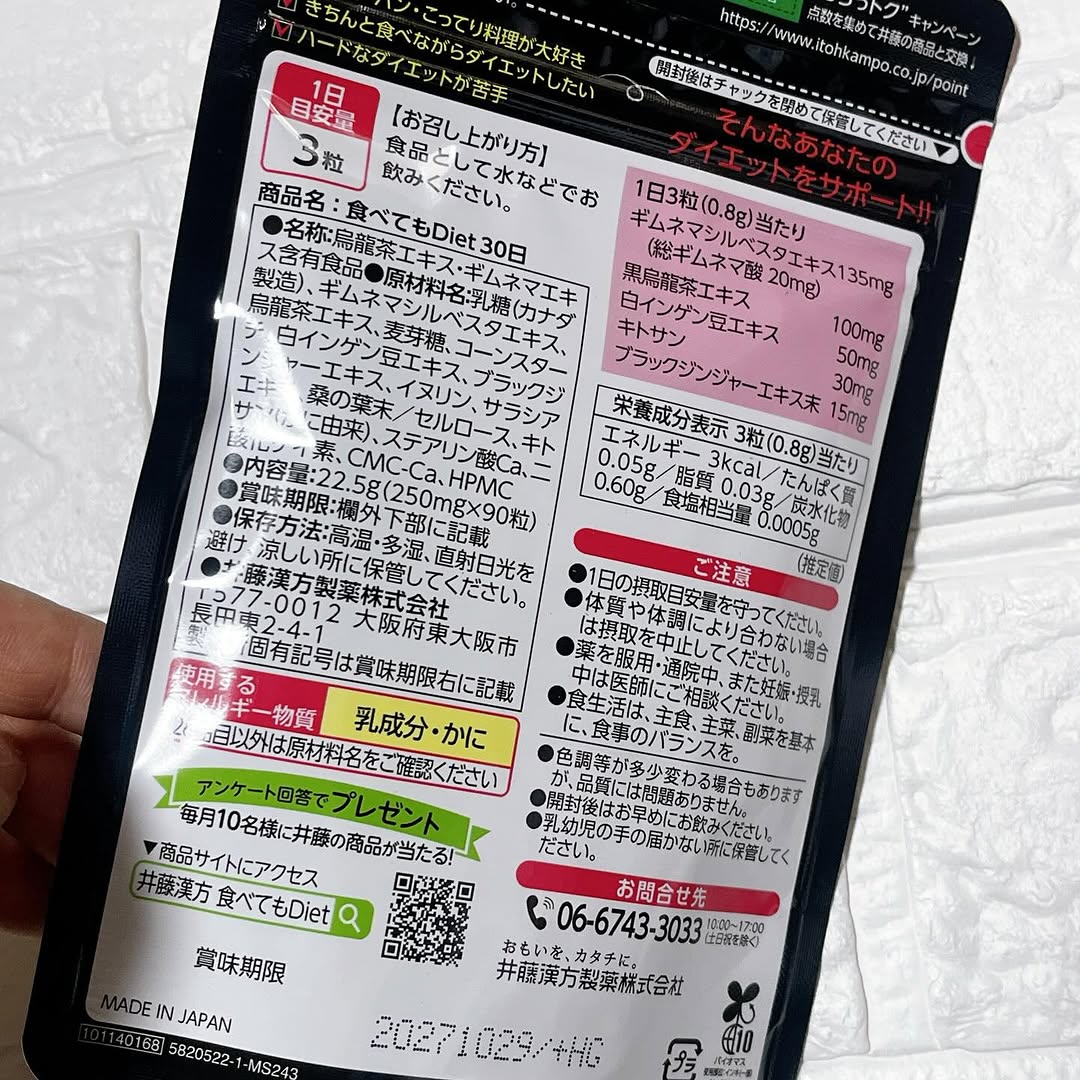 パン・こってり料理が大好き
きちんと食べながらダイエットしたい
ハードなダイエットが苦手
トク”キャンペーン
点数を集めて井藤の商品と交換↓
https://www.itohkampo.co.jp/point
開封後はチャックを閉めて保管してください▼
そんなあなたの
ダイエットをサポート!!
1日
目安量
3粒
【お召し上がり方】
食品として水などでお
飲みください。
商品名：食べてもDiet 30日
●名称:烏龍茶エキス・ギムネマエキ
ス含有食品●原材料名:乳糖(カナダ
製造)、ギムネマシルベスタエキス、
烏龍茶エキス、麦芽糖、コーンスター
チ、白インゲン豆エキス、ブラックジ
ンジャーエキス、イヌリン、サラシア
エキス、桑の葉末／セルロース、キト
サン(かに由来)、ステアリン酸Ca、ニ
酸化ケイ素、CMC-Ca、HPMC
●内容量:22.5g(250mg×90粒)
●賞味期限:欄外下部に記載
●保存方法:高温・多湿、直射日光を
避け、涼しい所に保管してください。
●井藤漢方製薬株式会社
〒577-0012 大阪府東大阪市
長田東2-4-1
固有記号は賞味期限右に記載
使用する
アレルギー物質
乳成分・かに
品目以外は原材料名をご確認ください
アンケート回答でプレゼント
毎月10名様に井藤の商品が当たる!
▼商品サイトにアクセス
井藤漢方 食べてもDiet
賞味期限
MADE IN JAPAN
101140168 5820522-1-MS243
20271029/+HG
1日3粒(0.8g)当たり
ギムネマシルベスタエキス 135mg
(総ギムネマ酸 20mg)
黒烏龍茶エキス 100mg
白インゲン豆エキス 50mg
キトサン 30mg
ブラックジンジャーエキス末 15mg
栄養成分表示 3粒(0.8g)当たり
エネルギー 3kcal／たんぱく質
0.05g／脂質 0.03g／炭水化物
0.60g／食塩相当量 0.0005g
(推定値)
ご注意
●1日の摂取目安量を守ってください。
●体質や体調により合わない場合
は摂取を中止してください。
●薬を服用・通院中、また妊娠・授乳
中は医師にご相談ください。
●食生活は、主食、主菜、副菜を基本
に、食事のバランスを。
●色調等が多少変わる場合もあります
が、品質には問題ありません。
●開封後はお早めにお飲みください。
●乳幼児の手の届かない所に保管してく
ださい。
お問合せ先
06-6743-3033
10:00~17:00
(土日祝を除く)
おもいを、カタチに。
井藤漢方製薬株式会社
10
バイオマス
プラ